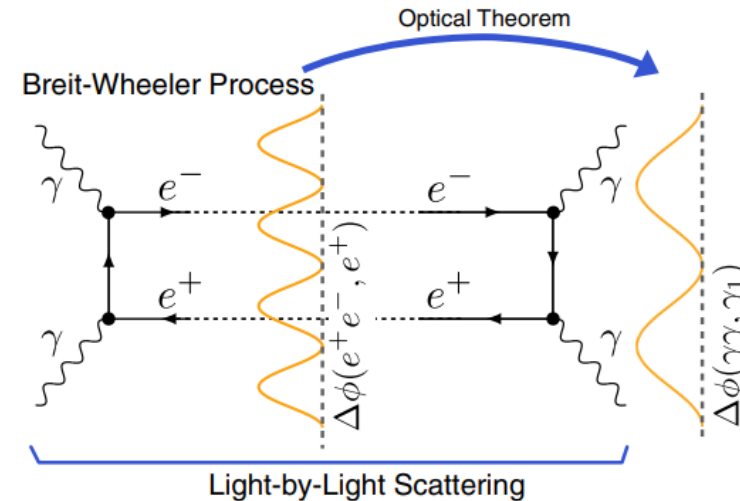 Optical Theorem
Breit-Wheeler Process
γ
e⁻
e⁻
γ
γ
e⁺
e⁺
γ
Δϕ(e⁺e⁻, e⁺)
Δϕ(γγ, γ₁)
Light-by-Light Scattering